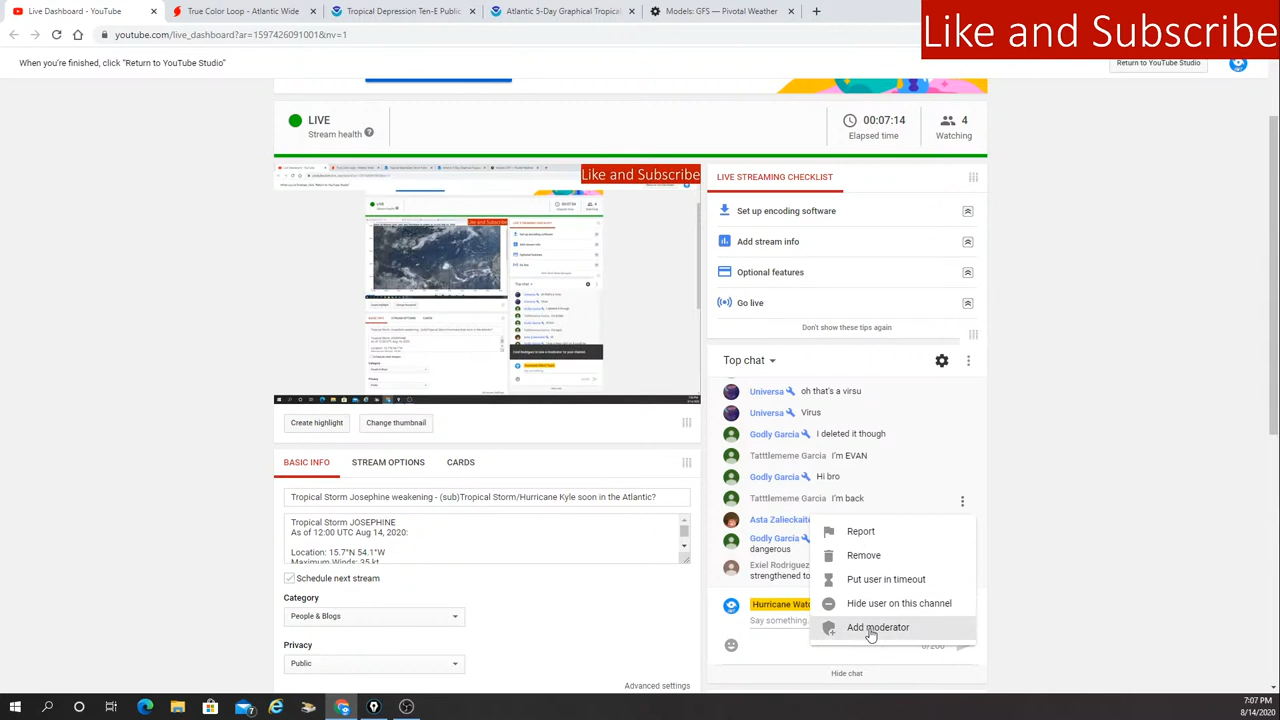 Live Dashboard - YouTube
True Color Loop - Atlantic Wide
Tropical Depression Ten-E Public
Atlantic 5-Day Graphical Tropical
Models: GFS — Pivotal Weather
youtube.com/live_dashboard?ar=1597426091001&nv=1
Like and Subscribe
When you're finished, click "Return to YouTube Studio"
Return to YouTube Studio
LIVE
Stream health
00:07:14
Elapsed time
4
Watching
Like and Subscribe
LIVE STREAMING CHECKLIST
Set up encoding software
Add stream info
Optional features
Go live
Don't show these tips again
Top chat
Universa oh that's a virsu
Universa Virus
Godly Garcia I deleted it though
Tatttlememe Garcia I'm EVAN
Godly Garcia Hi bro
Tatttlememe Garcia I'm back
Asta Zalieckaite
Godly Garcia
dangerous
Exiel Rodriguez
strengthened to
Report
Remove
Put user in timeout
Hide user on this channel
Add moderator
Hurricane Watc
Say something.
0/200
Hide chat
Create highlight
Change thumbnail
BASIC INFO
STREAM OPTIONS
CARDS
Tropical Storm Josephine weakening - (sub)Tropical Storm/Hurricane Kyle soon in the Atlantic?
Tropical Storm JOSEPHINE
As of 12:00 UTC Aug 14, 2020:
Location: 15.7°N 54.1°W
Maximum Winds: 35 kt
Schedule next stream
Category
People & Blogs
Privacy
Public
Advanced settings
7:07 PM
8/14/2020